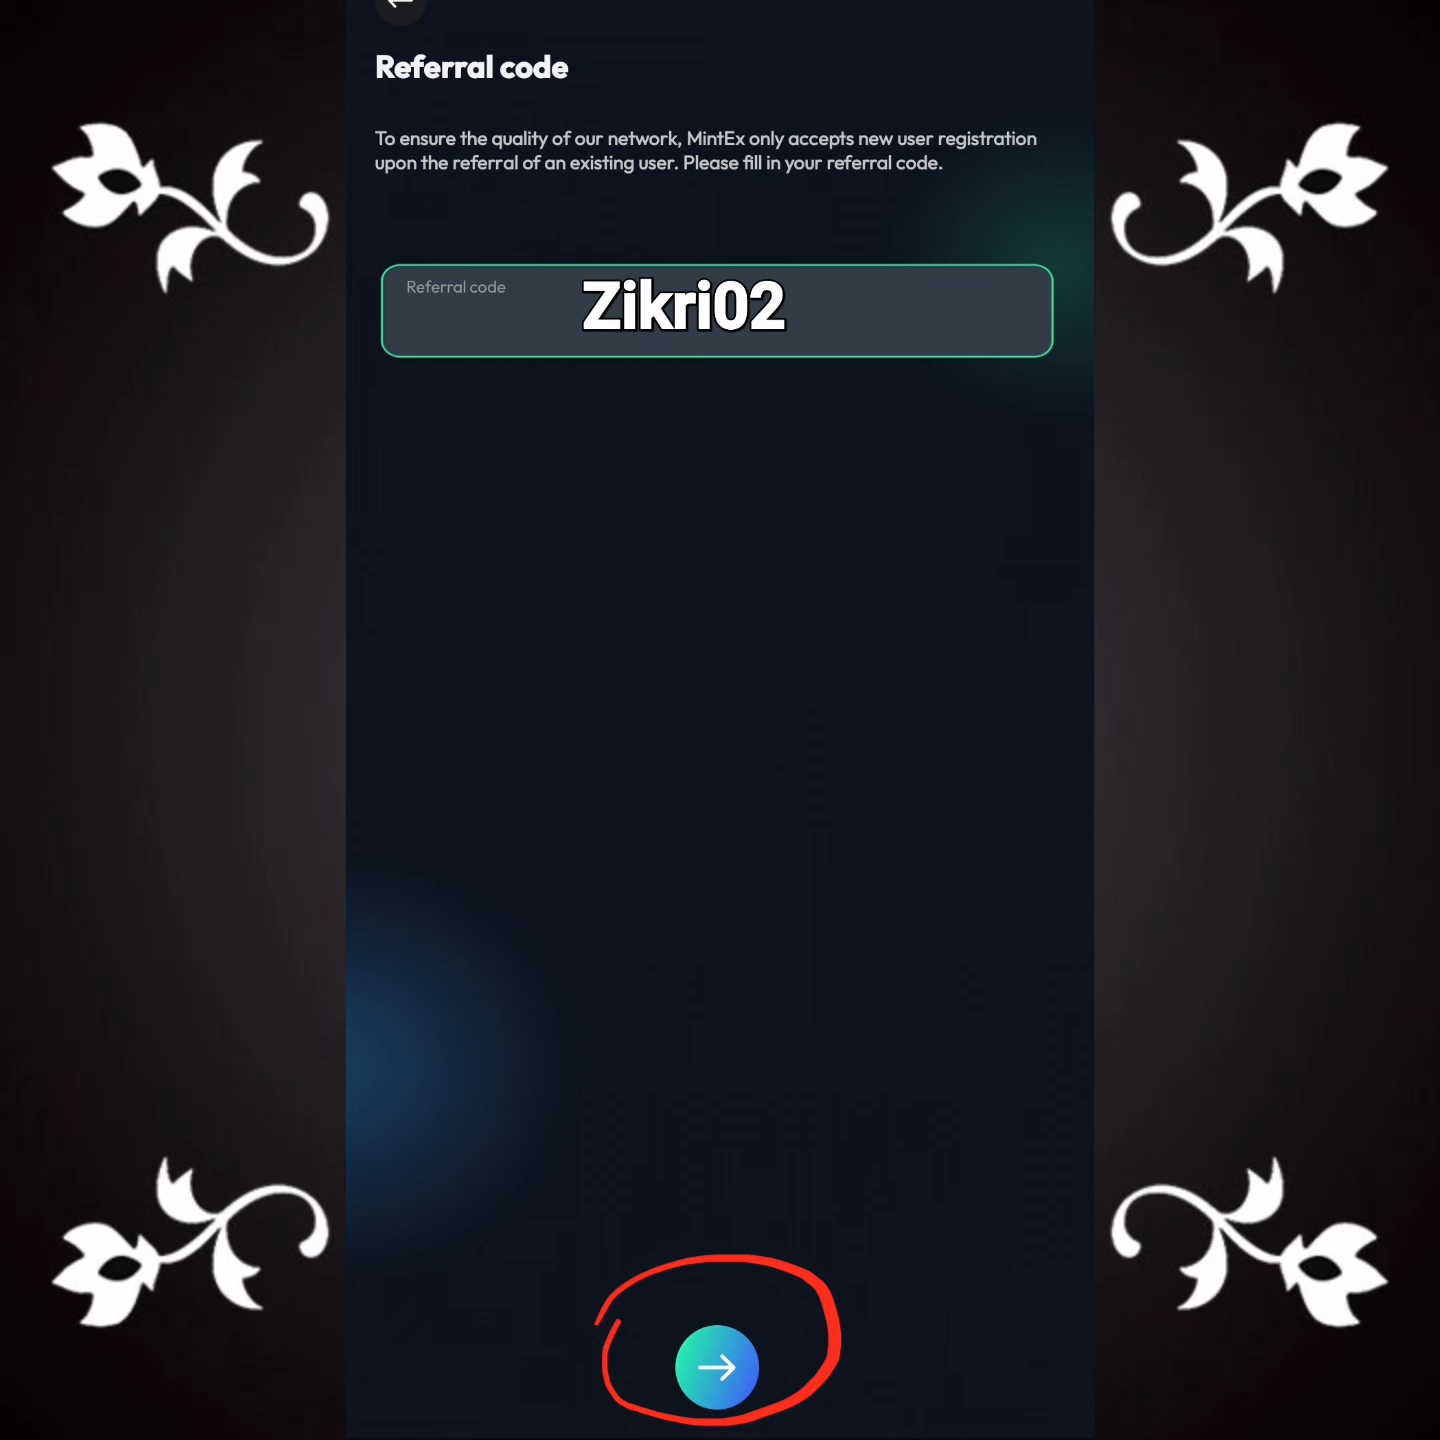 Referral code
To ensure the quality of our network, MintEx only accepts new user registration
upon the referral of an existing user. Please fill in your referral code.
Referral code
Zikri02